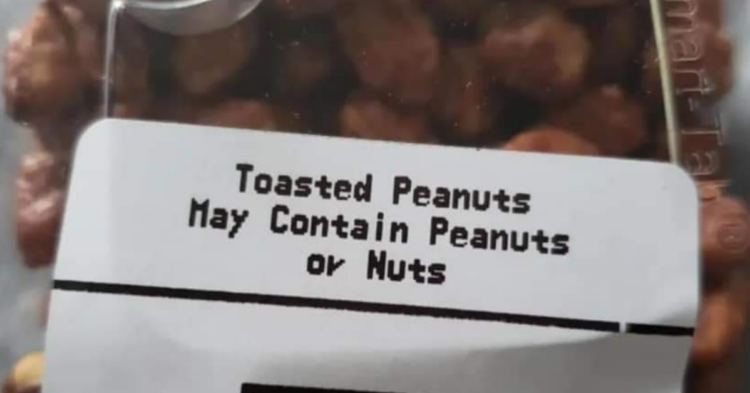 Toasted Peanuts
May Contain Peanuts
or Nuts